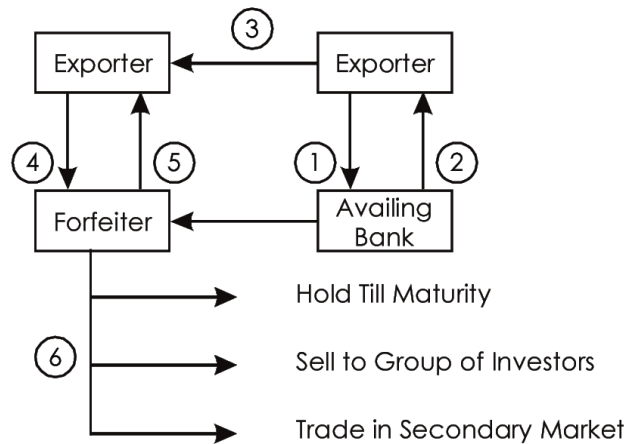 3
Exporter
Exporter
4
5
1
2
Forfeiter
Availing
Bank
Hold Till Maturity
6
Sell to Group of Investors
Trade in Secondary Market